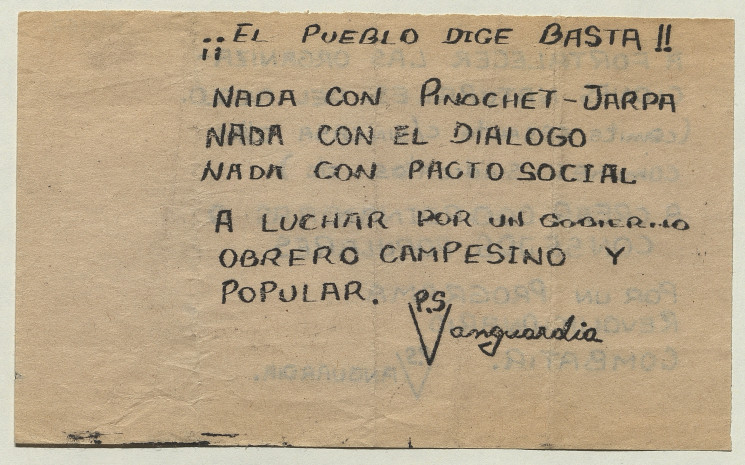 ¡¡ EL PUEBLO DICE BASTA !!
NADA CON PINOCHET-JARPA
NADA CON EL DIALOGO
NADA CON PACTO SOCIAL
A LUCHAR POR UN GOBIERNO
OBRERO CAMPESINO Y
POPULAR.
P.S
Vanguardia